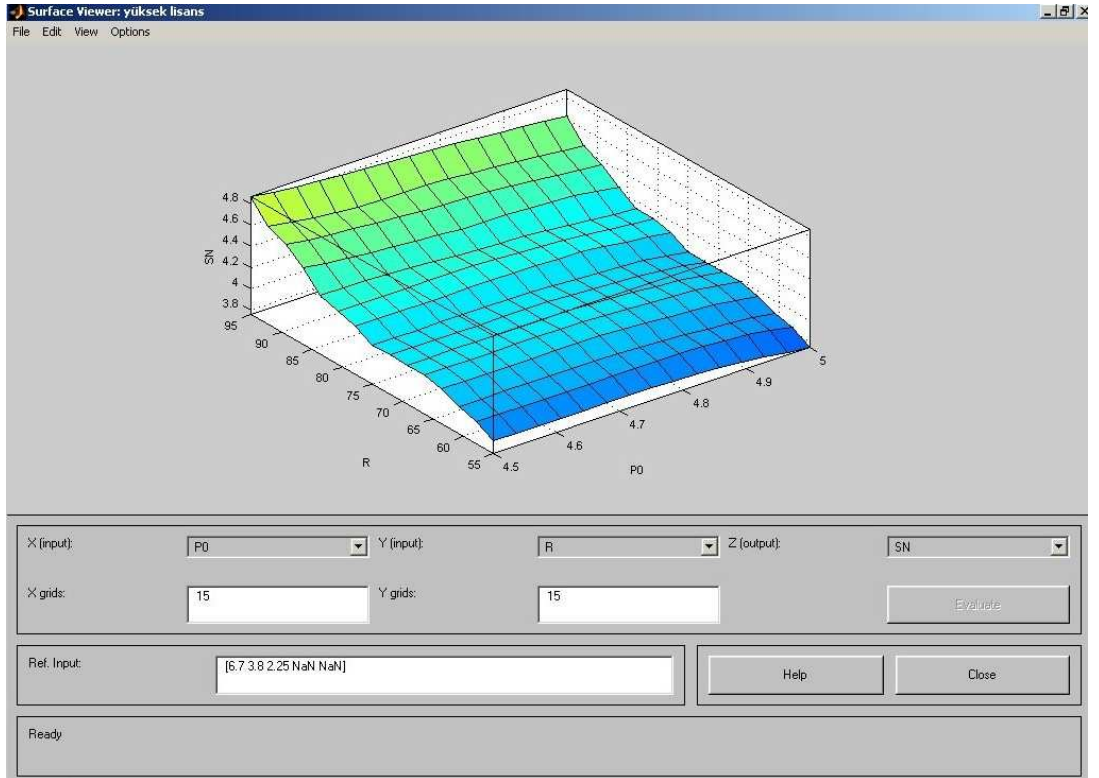 Surface Viewer: yüksek lisans
File Edit View Options
4.8
4.6
4.4
4.2
4
3.8
SN
95
90
85
80
75
70
65
60
55
R
4.5
4.6
4.7
4.8
4.9
5
P0
X (input): P0 Y (input): R Z (output): SN
X grids: 15 Y grids: 15 Evaluate
Ref. Input: [6.7 3.8 2.25 NaN NaN] Help Close
Ready